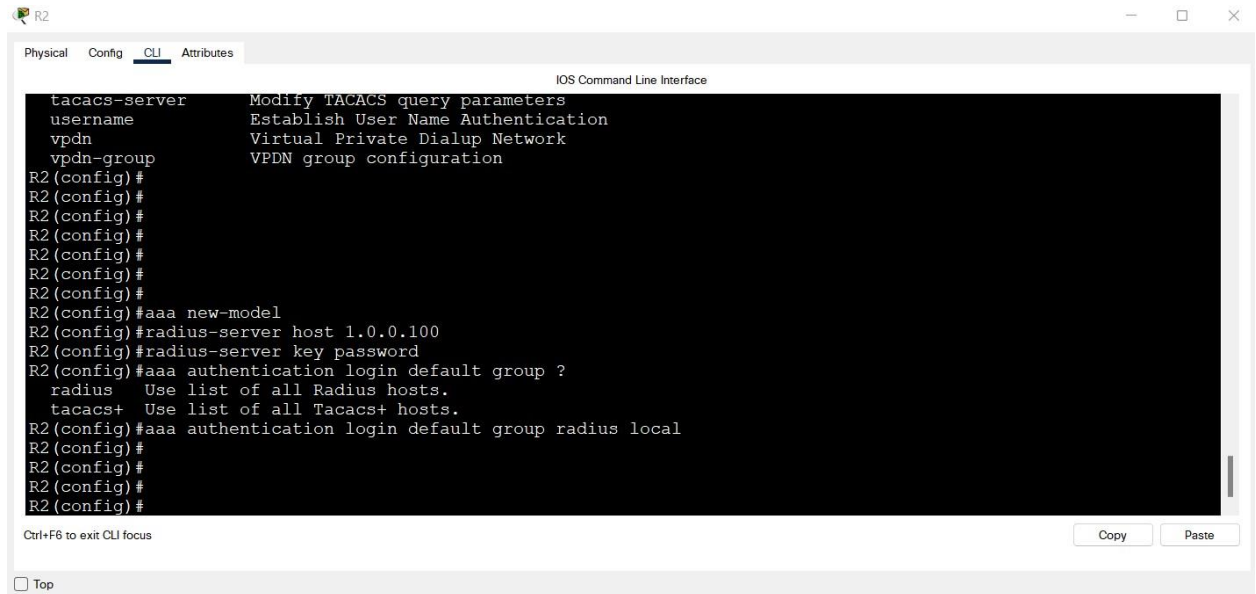 R2
Physical Config CLI Attributes
IOS Command Line Interface
tacacs-server Modify TACACS query parameters
username Establish User Name Authentication
vpdn Virtual Private Dialup Network
vpdn-group VPDN group configuration
R2(config)#
R2(config)#
R2(config)#
R2(config)#
R2(config)#
R2(config)#
R2(config)#
R2(config)#aaa new-model
R2(config)#radius-server host 1.0.0.100
R2(config)#radius-server key password
R2(config)#aaa authentication login default group ?
radius Use list of all Radius hosts.
tacacs+ Use list of all Tacacs+ hosts.
R2(config)#aaa authentication login default group radius local
R2(config)#
R2(config)#
R2(config)#
R2(config)#
Ctrl+F6 to exit CLI focus
Copy Paste
Top